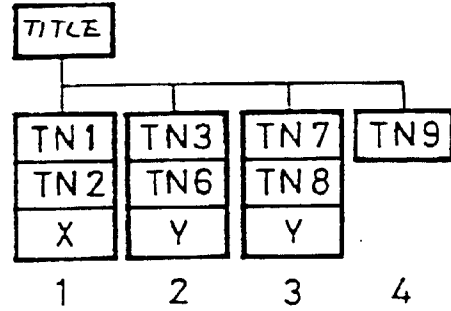 TITLE
TN1 TN3 TN7 TN9
TN2 TN6 TN8
X Y Y
1 2 3 4